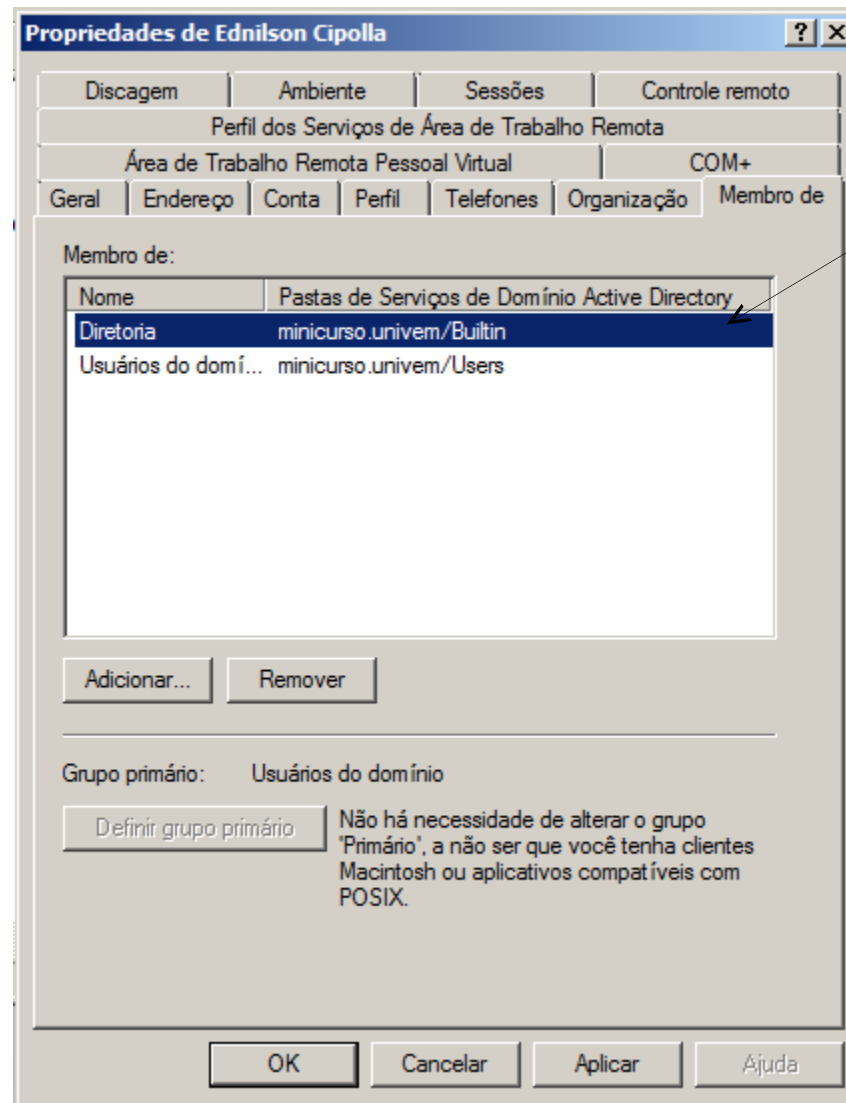 Propriedades de Ednilson Cipolla ? X
Discagem Ambiente Sessões Controle remoto
Perfil dos Serviços de Área de Trabalho Remota
Área de Trabalho Remota Pessoal Virtual COM+
Geral Endereço Conta Perfil Telefones Organização Membro de
Membro de:
Nome Pastas de Serviços de Domínio Active Directory
Diretoria minicurso.univem/Builtin
Usuários do domí... minicurso.univem/Users
Adicionar... Remover
Grupo primário: Usuários do domínio
Definir grupo primário
Não há necessidade de alterar o grupo
'Primário', a não ser que você tenha clientes
Macintosh ou aplicativos compatíveis com
POSIX.
OK Cancelar Aplicar Ajuda